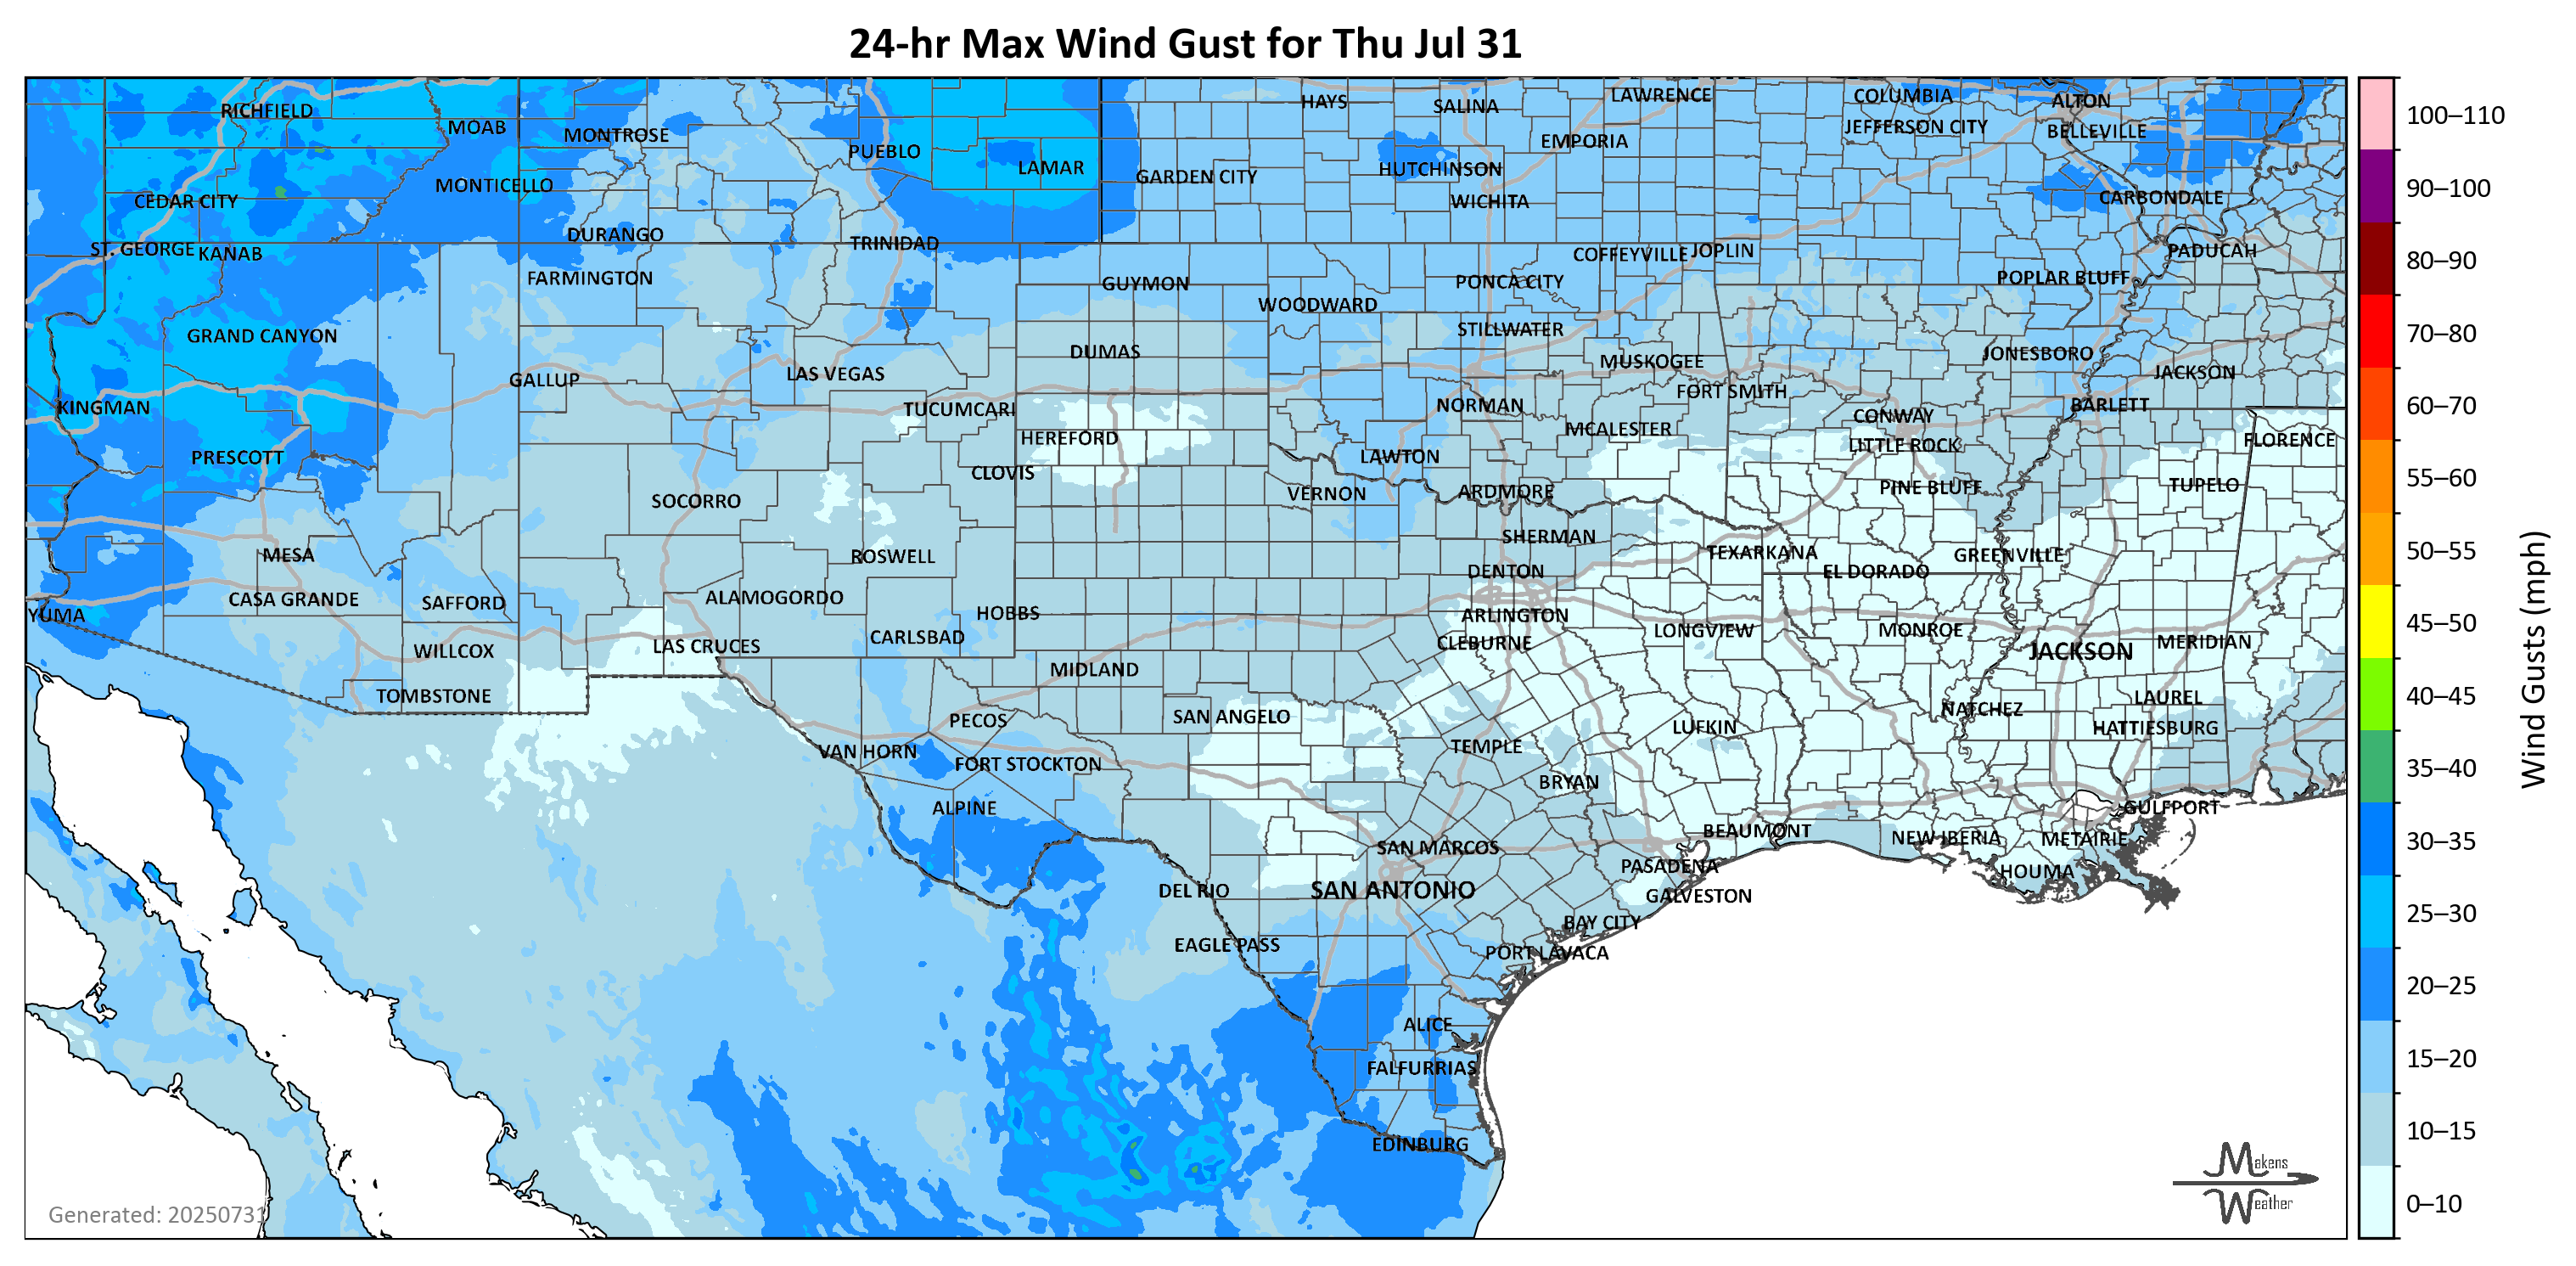 24-hr Max Wind Gust for Thu Jul 31
RICHFIELD
MOAB
MONTROSE
PUEBLO
LAMAR
HAYS
SALINA
LAWRENCE
COLUMBIA
ALTON
EMPORIA
JEFFERSON CITY
BELLEVILLE
MONTICELLO
GARDEN CITY
HUTCHINSON
CEDAR CITY
WICHITA
CARBONDALE
ST. GEORGE
KANAB
DURANGO
TRINIDAD
COFFEYVILLE
JOPLIN
PADUCAH
FARMINGTON
GUYMON
WOODWARD
PONCA CITY
POPLAR BLUFF
GRAND CANYON
DUMAS
STILLWATER
MUSKOGEE
JONESBORO
GALLUP
LAS VEGAS
FORT SMITH
JACKSON
KINGMAN
TUCUMCARI
NORMAN
CONWAY
BARLETT
HEREFORD
MCALESTER
LITTLE ROCK
FLORENCE
PRESCOTT
CLOVIS
LAWTON
SOCORRO
VERNON
ARDMORE
PINE BLUFF
TUPELO
MESA
ROSWELL
SHERMAN
TEXARKANA
GREENVILLE
DENTON
EL DORADO
CASA GRANDE
SAFFORD
ALAMOGORDO
HOBBS
YUMA
ARLINGTON
LAS CRUCES
CARLSBAD
CLEBURNE
LONGVIEW
MONROE
WILLCOX
JACKSON
MERIDIAN
MIDLAND
TOMBSTONE
LAUREL
PECOS
SAN ANGELO
NATCHEZ
HATTIESBURG
LUFKIN
VAN HORN
FORT STOCKTON
TEMPLE
BRYAN
ALPINE
GULFPORT
BEAUMONT
NEW IBERIA
METAIRIE
SAN MARCOS
PASADENA
HOUMA
DEL RIO
SAN ANTONIO
GALVESTON
BAY CITY
EAGLE PASS
PORT LAVACA
ALICE
FALFURRIAS
EDINBURG
Generated: 20250731
Makens
Weather
100–110
90–100
80–90
70–80
60–70
55–60
50–55
45–50
40–45
35–40
30–35
25–30
20–25
15–20
10–15
0–10
Wind Gusts (mph)